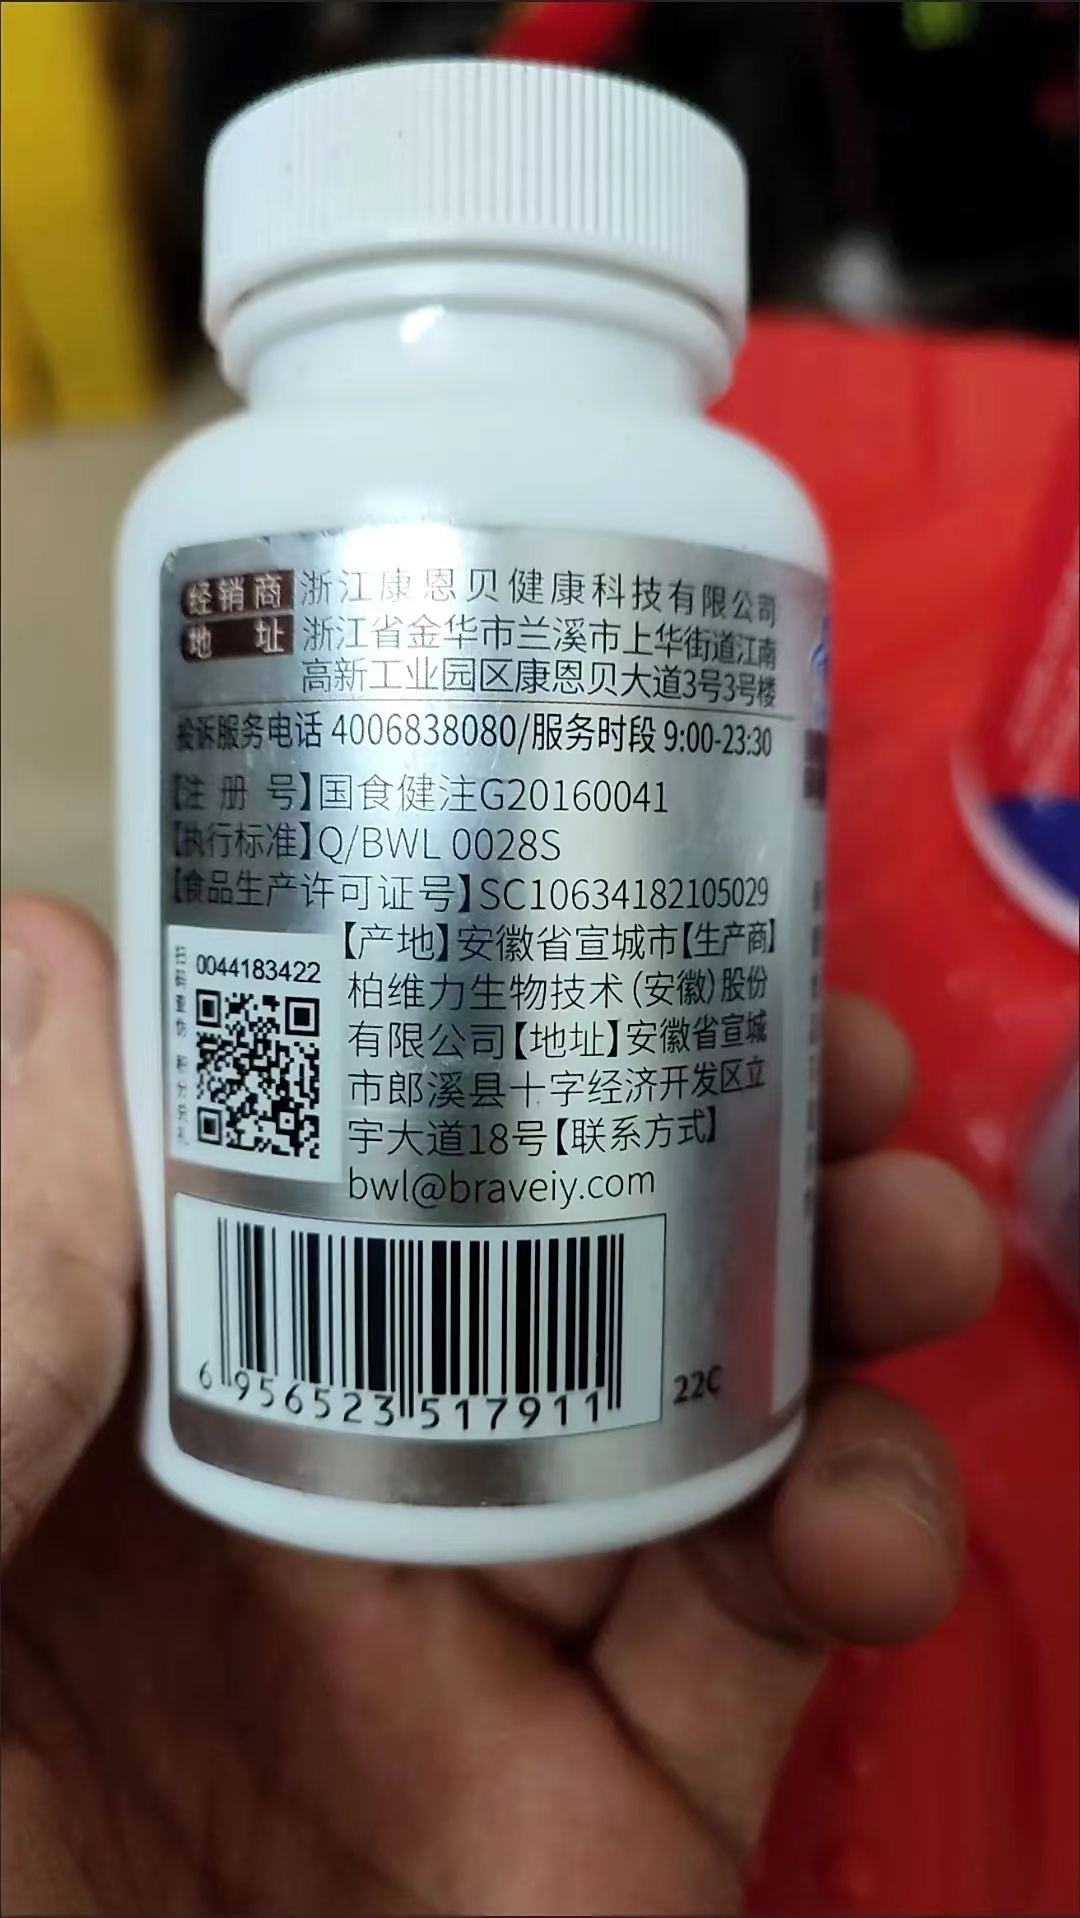 经销商 浙江康恩贝健康科技有限公司
地 址 浙江省金华市兰溪市上华街道江南
高新工业园区康恩贝大道3号3号楼
投诉服务电话 4006838080/服务时段 9:00-23:30
【注 册 号】国食健注G20160041
【执行标准】Q/BWL 0028S
【食品生产许可证号】SC10634182105029
【产地】安徽省宣城市【生产商】
柏维力生物技术(安徽)股份
有限公司【地址】安徽省宣城
市郎溪县十字经济开发区立
宇大道18号【联系方式】
bwl@braveiy.com
0044183422
6 956523 517911
22C